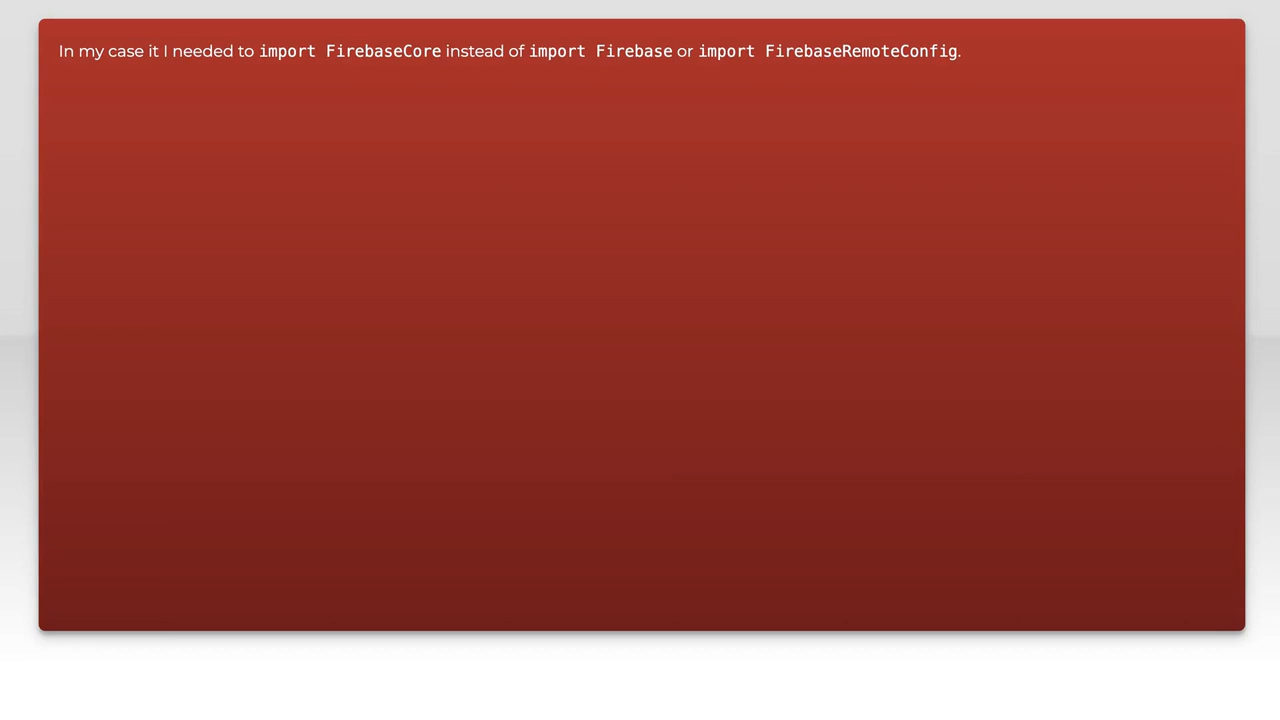 In my case it I needed to import FirebaseCore instead of import Firebase or import FirebaseRemoteConfig.